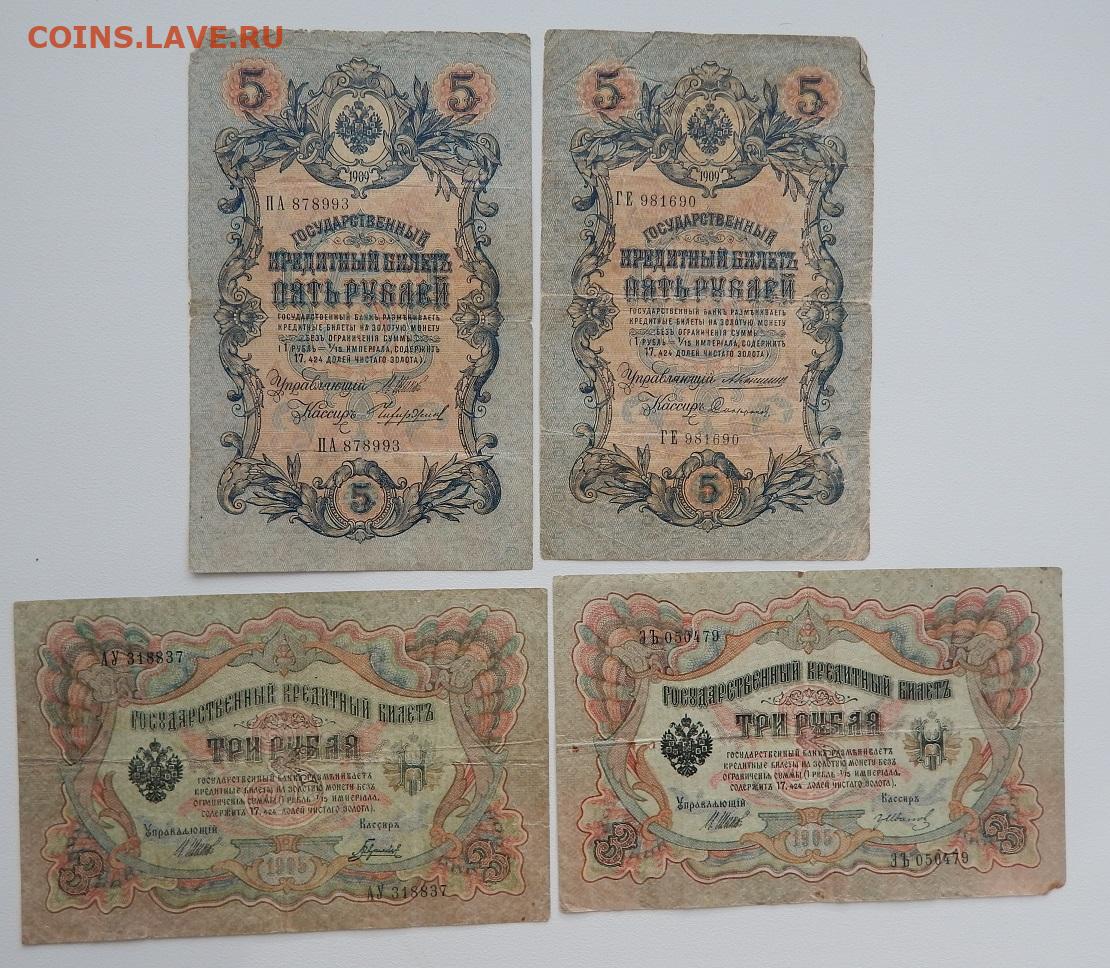 COINS.LAVE.RU
5 5
1909
ПА 878993
ГОСУДАРСТВЕННЫЙ
КРЕДИТНЫЙ БИЛЕТЪ
ПЯТЬ РУБЛЕЙ
ГОСУДАРСТВЕННЫЙ БАНКЪ РАЗМѢНИВАЕТЪ
КРЕДИТНЫЕ БИЛЕТЫ НА ЗОЛОТУЮ МОНЕТУ
БЕЗЪ ОГРАНИЧЕНІЯ СУММЫ
(1 РУБЛЬ = 1/15 ИМПЕРІАЛА, СОДЕРЖИТЪ
17,424 ДОЛЕЙ ЧИСТАГО ЗОЛОТА).
Управляющій
Кассиръ
ПА 878993
5
5 5
1909
ГЕ 981690
ГОСУДАРСТВЕННЫЙ
КРЕДИТНЫЙ БИЛЕТЪ
ПЯТЬ РУБЛЕЙ
ГОСУДАРСТВЕННЫЙ БАНКЪ РАЗМѢНИВАЕТЪ
КРЕДИТНЫЕ БИЛЕТЫ НА ЗОЛОТУЮ МОНЕТУ
БЕЗЪ ОГРАНИЧЕНІЯ СУММЫ
(1 РУБЛЬ = 1/15 ИМПЕРІАЛА, СОДЕРЖИТЪ
17,424 ДОЛЕЙ ЧИСТАГО ЗОЛОТА).
Управляющій
Кассиръ
ГЕ 981690
5
АУ 318837
ГОСУДАРСТВЕННЫЙ КРЕДИТНЫЙ БИЛЕТЪ
ТРИ РУБЛЯ
ГОСУДАРСТВЕННЫЙ БАНКЪ РАЗМѢНИВАЕТЪ
КРЕДИТНЫЕ БИЛЕТЫ НА ЗОЛОТУЮ МОНЕТУ БЕЗЪ
ОГРАНИЧЕНІЯ СУММЫ (1 РУБЛЬ = 1/15 ИМПЕРІАЛА,
СОДЕРЖИТЪ 17,424 ДОЛЕЙ ЧИСТАГО ЗОЛОТА).
Управляющій Кассиръ
3 1905 3
АУ 318837
ЭЪ 050479
ГОСУДАРСТВЕННЫЙ КРЕДИТНЫЙ БИЛЕТЪ
ТРИ РУБЛЯ
ГОСУДАРСТВЕННЫЙ БАНКЪ РАЗМѢНИВАЕТЪ
КРЕДИТНЫЕ БИЛЕТЫ НА ЗОЛОТУЮ МОНЕТУ БЕЗЪ
ОГРАНИЧЕНІЯ СУММЫ (1 РУБЛЬ = 1/15 ИМПЕРІАЛА,
СОДЕРЖИТЪ 17,424 ДОЛЕЙ ЧИСТАГО ЗОЛОТА).
Управляющій Кассиръ
3 1905 3
ЭЪ 050479